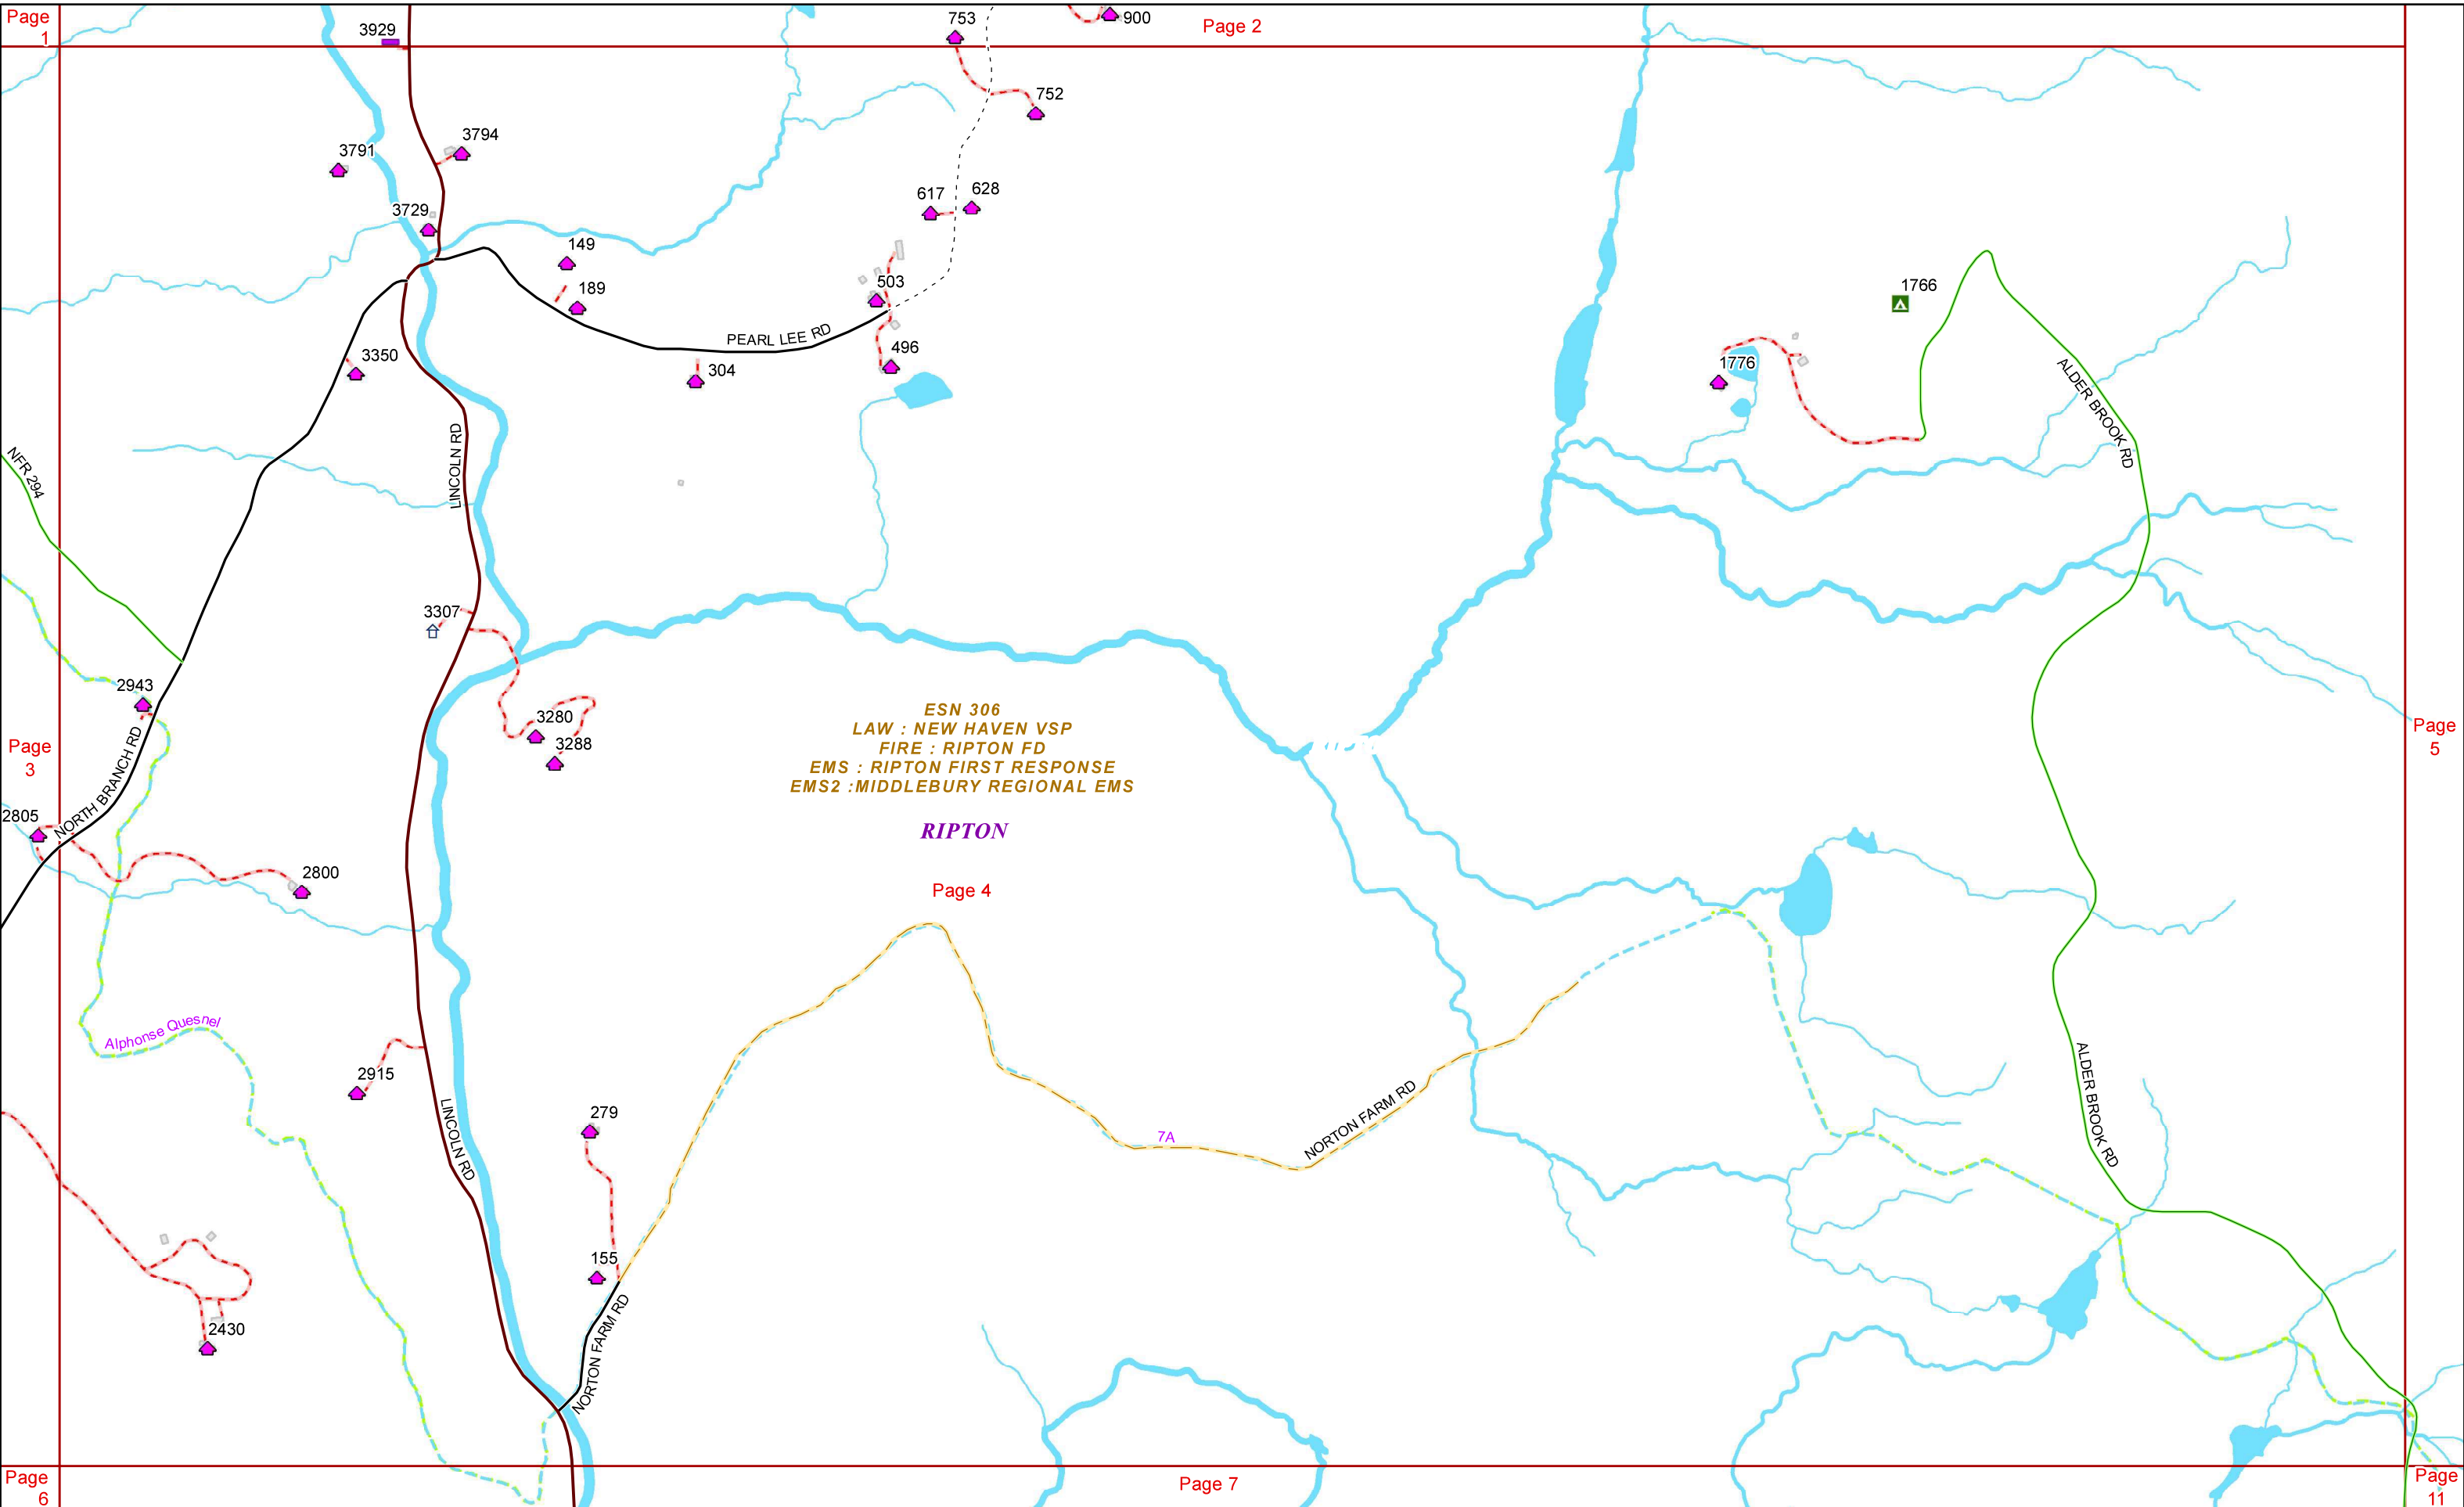 Page
1
3929
753
900
Page 2
752
3794
3791
617
628
3729
149
189
503
1766
PEARL LEE RD
496
304
3350
1776
ALDER BROOK RD
LINCOLN RD
NFR 294
3307
2943
3280
3288
NORTH BRANCH RD
Page
3
ESN 306
LAW : NEW HAVEN VSP
FIRE : RIPTON FD
EMS : RIPTON FIRST RESPONSE
EMS2 :MIDDLEBURY REGIONAL EMS
Page
5
2805
RIPTON
2800
Page 4
Alphonse Quesnel
2915
LINCOLN RD
279
7A
NORTON FARM RD
ALDER BROOK RD
155
NORTON FARM RD
2430
Page
6
Page 7
Page
11